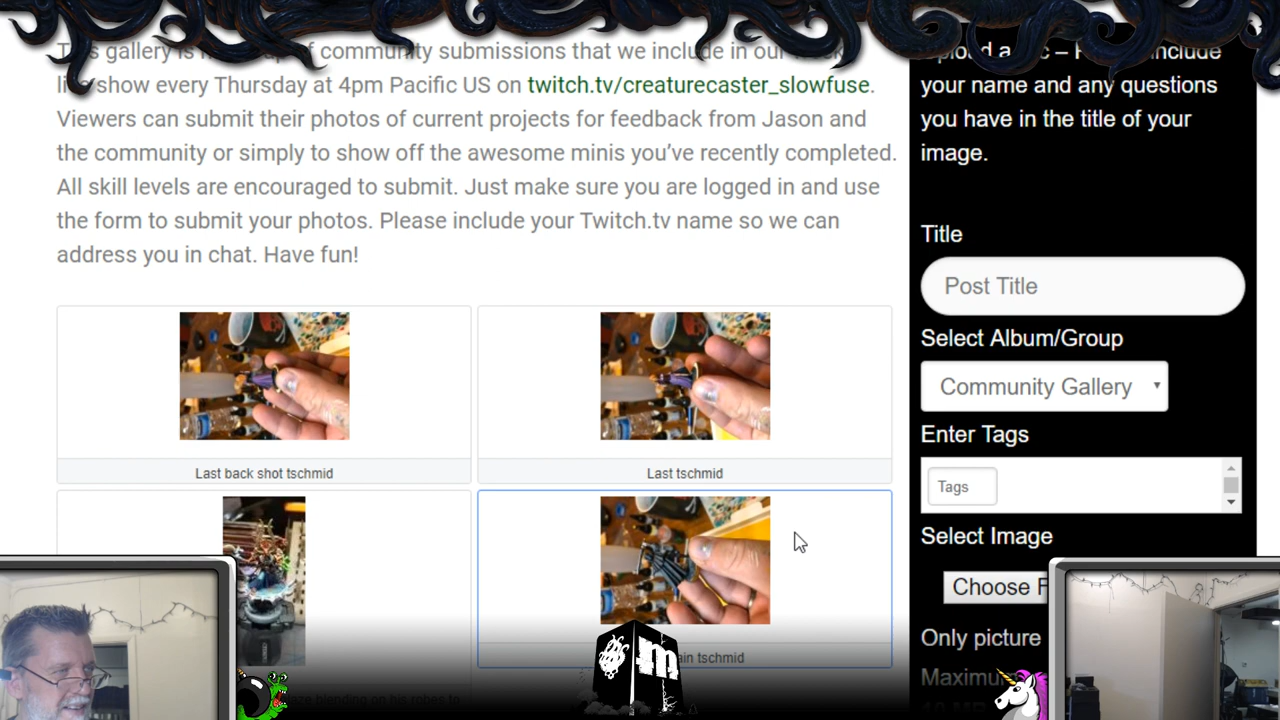 gallery is of community submissions that we include in our
show every Thursday at 4pm Pacific US on twitch.tv/creaturecaster_slowfuse.
Viewers can submit their photos of current projects for feedback from Jason and
the community or simply to show off the awesome minis you've recently completed.
All skill levels are encouraged to submit. Just make sure you are logged in and use
the form to submit your photos. Please include your Twitch.tv name so we can
address you in chat. Have fun!
Last back shot tschmid
Last tschmid
tschmid
blending on his robes to
include
your name and any questions
you have in the title of your
image.
Title
Post Title
Select Album/Group
Community Gallery
Enter Tags
Tags
Select Image
Choose F
Only picture
Maximum
m